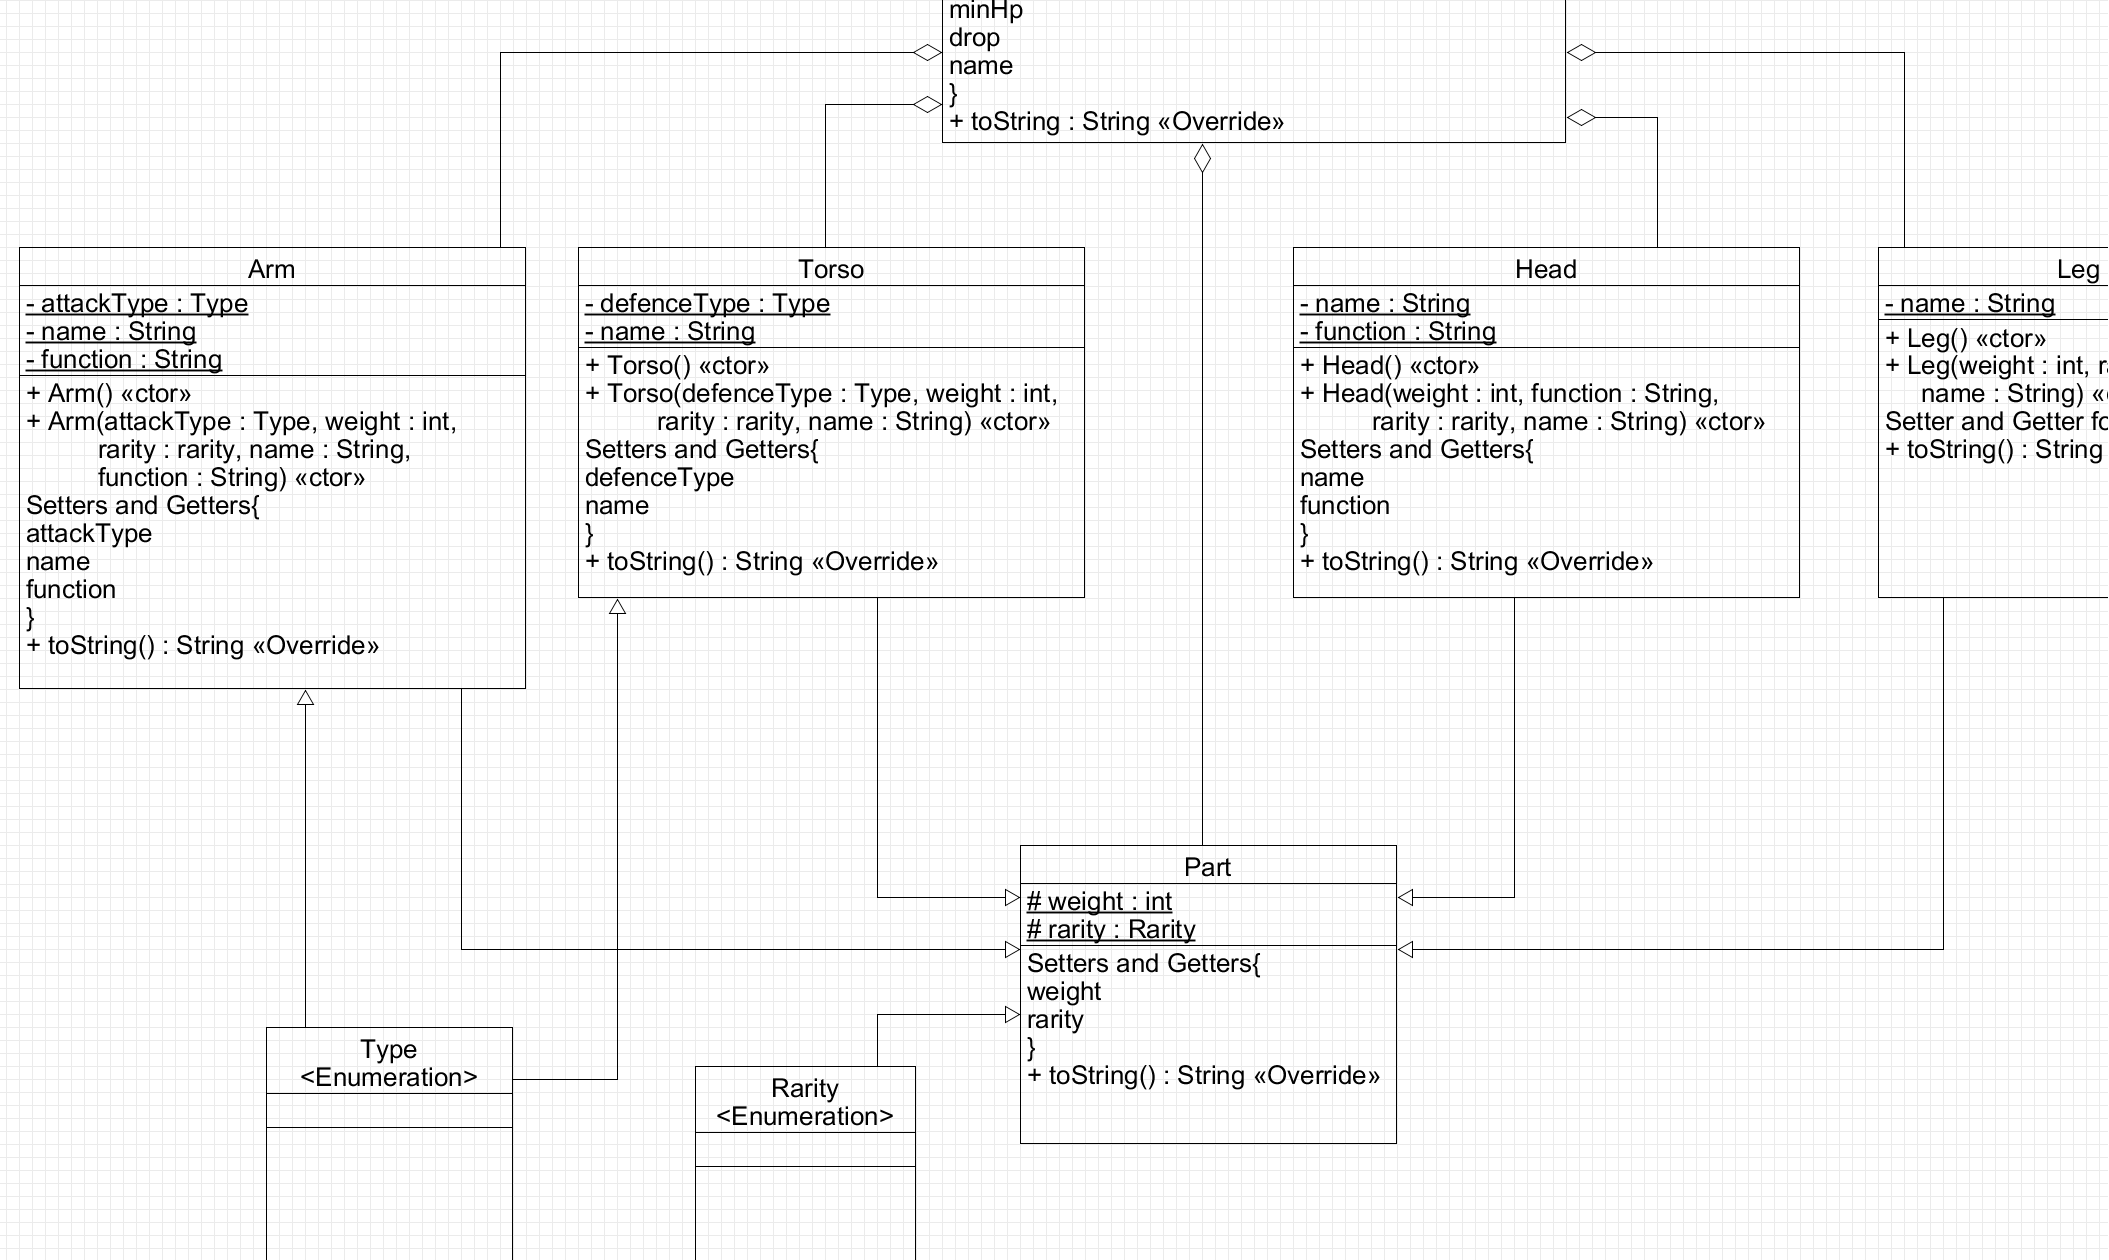 minHp
drop
name
}
+ toString : String «Override»
Arm
- attackType : Type
- name : String
- function : String
+ Arm() «ctor»
+ Arm(attackType : Type, weight : int,
rarity : rarity, name : String,
function : String) «ctor»
Setters and Getters{
attackType
name
function
}
+ toString() : String «Override»
Torso
- defenceType : Type
- name : String
+ Torso() «ctor»
+ Torso(defenceType : Type, weight : int,
rarity : rarity, name : String) «ctor»
Setters and Getters{
defenceType
name
}
+ toString() : String «Override»
Head
- name : String
- function : String
+ Head() «ctor»
+ Head(weight : int, function : String,
rarity : rarity, name : String) «ctor»
Setters and Getters{
name
function
}
+ toString() : String «Override»
Leg
- name : String
+ Leg() «ctor»
+ Leg(weight : int,
name : String)
Setter and Getter
+ toString() : String
Part
# weight : int
# rarity : Rarity
Setters and Getters{
weight
rarity
}
+ toString() : String «Override»
Type
<Enumeration>
Rarity
<Enumeration>